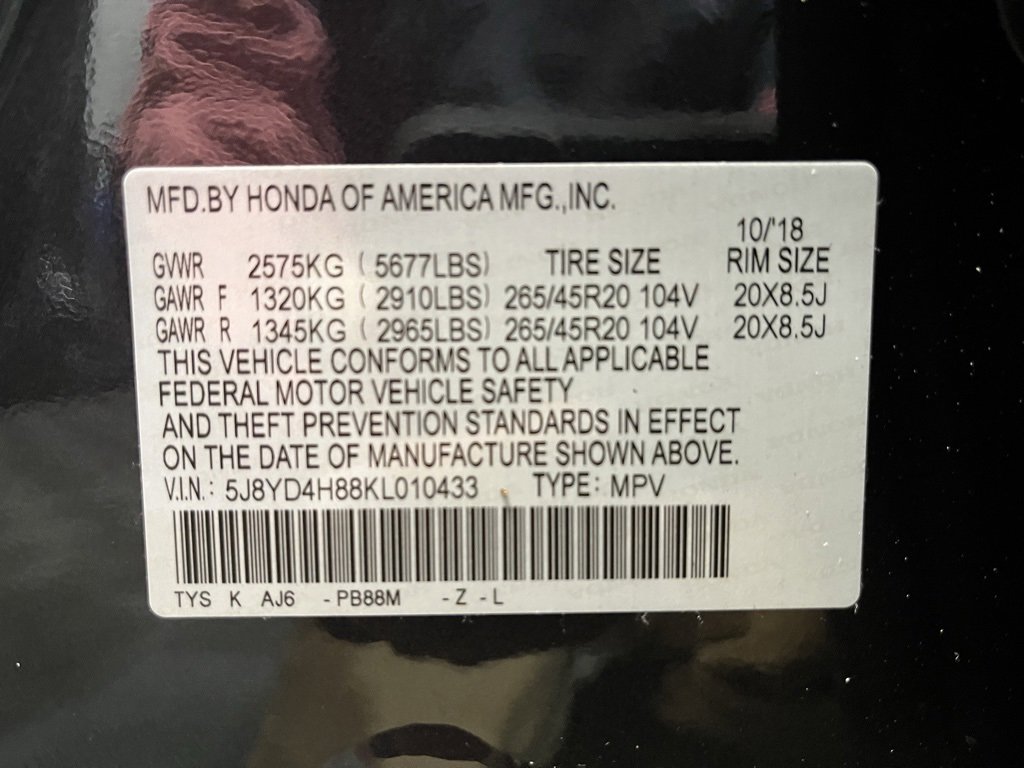 MFD.BY HONDA OF AMERICA MFG.,INC.
10/'18
GVWR 2575KG ( 5677LBS) TIRE SIZE RIM SIZE
GAWR F 1320KG ( 2910LBS) 265/45R20 104V 20X8.5J
GAWR R 1345KG ( 2965LBS) 265/45R20 104V 20X8.5J
THIS VEHICLE CONFORMS TO ALL APPLICABLE
FEDERAL MOTOR VEHICLE SAFETY
AND THEFT PREVENTION STANDARDS IN EFFECT
ON THE DATE OF MANUFACTURE SHOWN ABOVE.
V.I.N.: 5J8YD4H88KL010433 TYPE: MPV
TYS K AJ6 -PB88M -Z -L